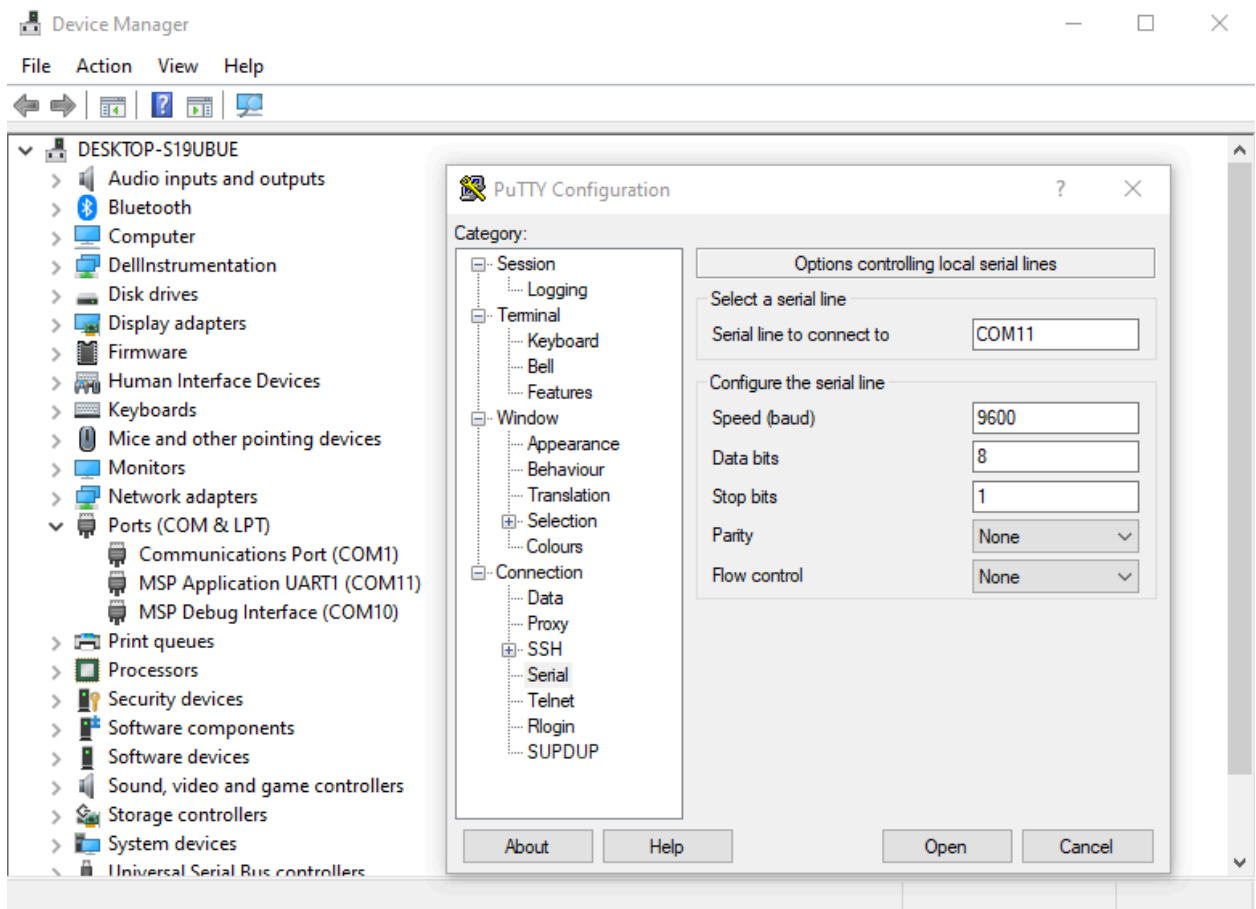 Device Manager
File Action View Help
DESKTOP-S19UBUE
Audio inputs and outputs
Bluetooth
Computer
DellInstrumentation
Disk drives
Display adapters
Firmware
Human Interface Devices
Keyboards
Mice and other pointing devices
Monitors
Network adapters
Ports (COM & LPT)
Communications Port (COM1)
MSP Application UART1 (COM11)
MSP Debug Interface (COM10)
Print queues
Processors
Security devices
Software components
Software devices
Sound, video and game controllers
Storage controllers
System devices
Universal Serial Bus controllers
PuTTY Configuration
?
Category:
Session
Logging
Terminal
Keyboard
Bell
Features
Window
Appearance
Behaviour
Translation
Selection
Colours
Connection
Data
Proxy
SSH
Serial
Telnet
Rlogin
SUPDUP
Options controlling local serial lines
Select a serial line
Serial line to connect to COM11
Configure the serial line
Speed (baud) 9600
Data bits 8
Stop bits 1
Parity None
Flow control None
About Help Open Cancel